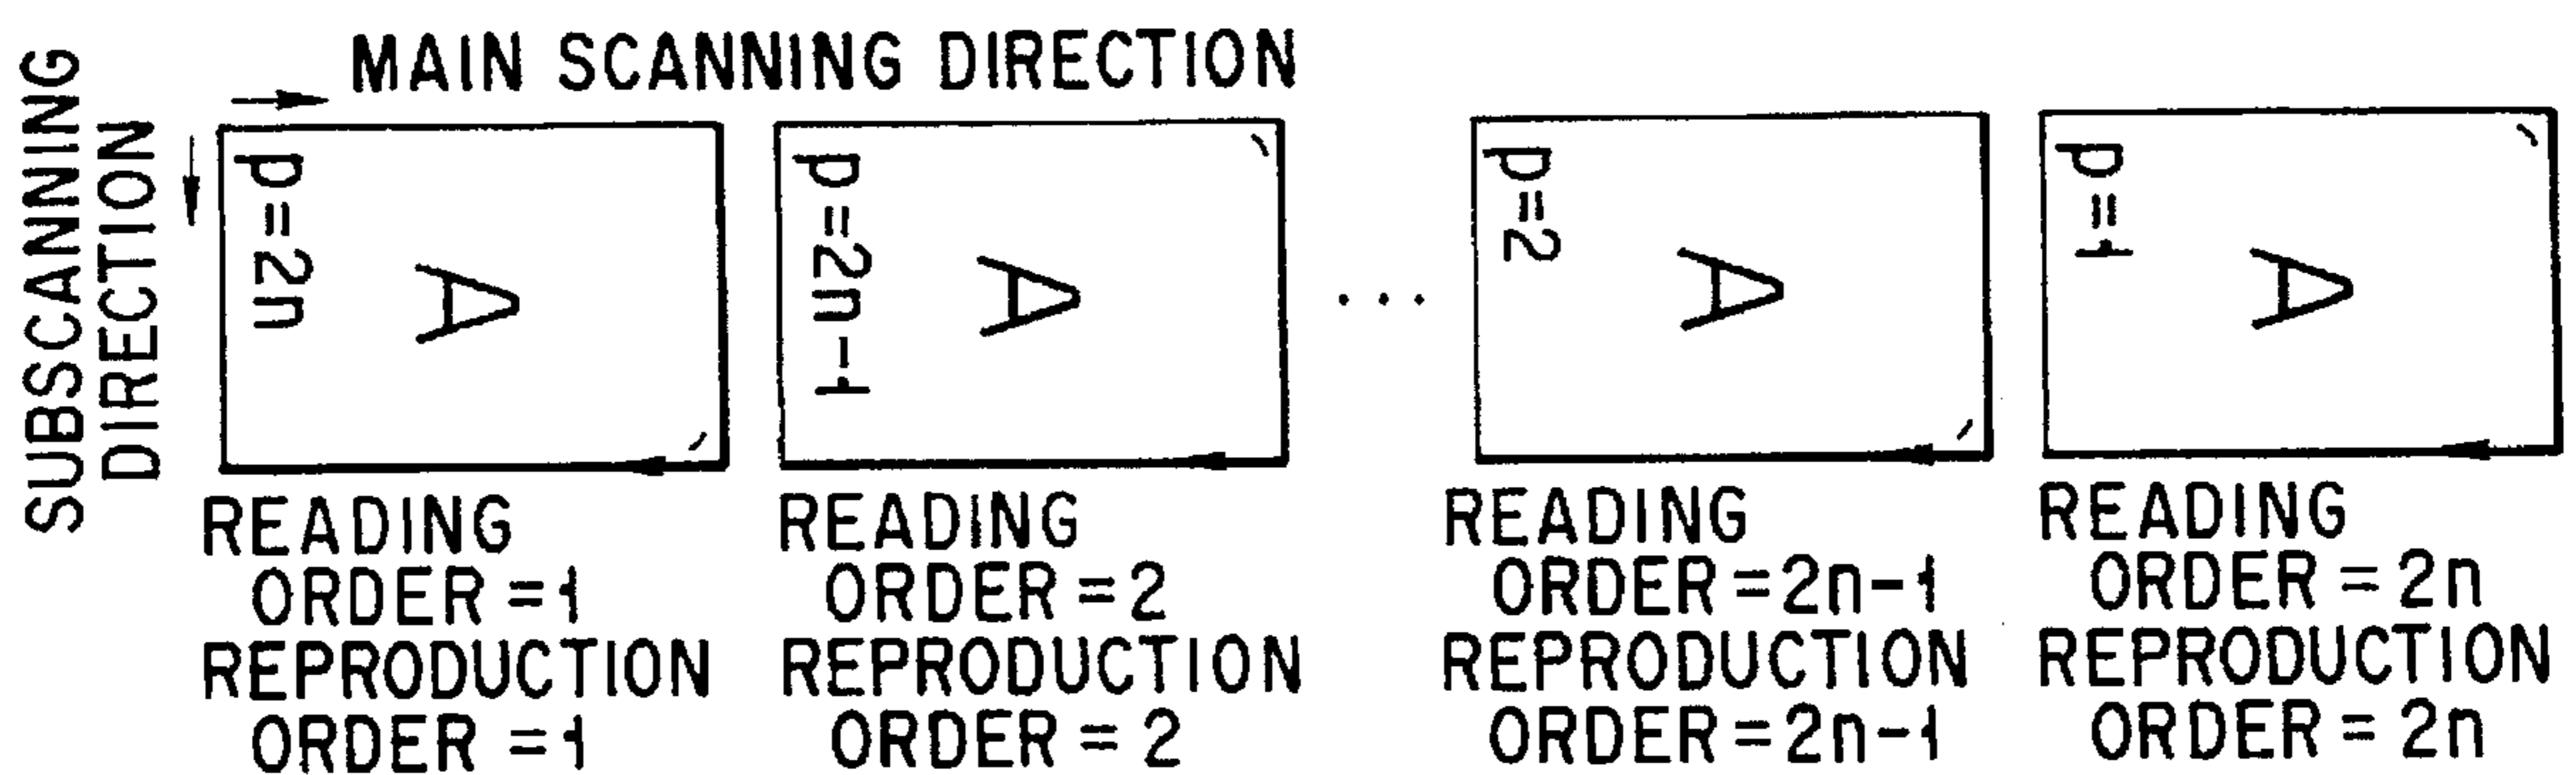 MAIN SCANNING DIRECTION
SUBSCANNING
DIRECTION
p=2n
A
p=2n-1
A
...
p=2
A
p=1
A
READING
ORDER=1
REPRODUCTION
ORDER=1
READING
ORDER=2
REPRODUCTION
ORDER=2
READING
ORDER=2n-1
REPRODUCTION
ORDER=2n-1
READING
ORDER=2n
REPRODUCTION
ORDER=2n